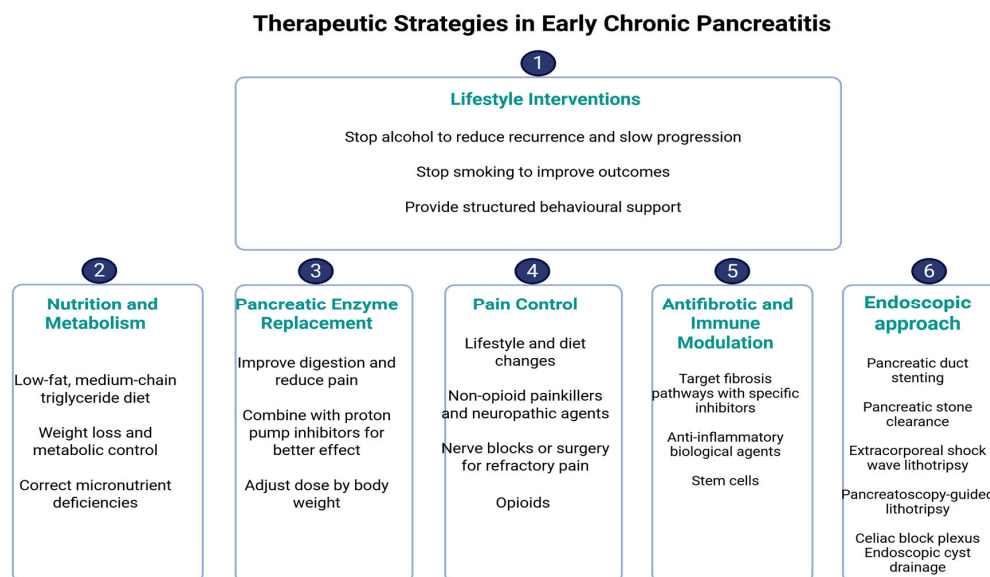 Therapeutic Strategies in Early Chronic Pancreatitis
1
Lifestyle Interventions
Stop alcohol to reduce recurrence and slow progression
Stop smoking to improve outcomes
Provide structured behavioural support
2
Nutrition and
Metabolism
Low-fat, medium-chain
triglyceride diet
Weight loss and
metabolic control
Correct micronutrient
deficiencies
3
Pancreatic Enzyme
Replacement
Improve digestion and
reduce pain
Combine with proton
pump inhibitors for
better effect
Adjust dose by body
weight
4
Pain Control
Lifestyle and diet
changes
Non-opioid painkillers
and neuropathic agents
Nerve blocks or surgery
for refractory pain
Opioids
5
Antifibrotic and
Immune
Modulation
Target fibrosis
pathways with specific
inhibitors
Anti-inflammatory
biological agents
Stem cells
6
Endoscopic
approach
Pancreatic duct
stenting
Pancreatic stone
clearance
Extracorporeal shock
wave lithotripsy
Pancreatoscopy-guided
lithotripsy
Celiac block plexus
Endoscopic cyst
drainage